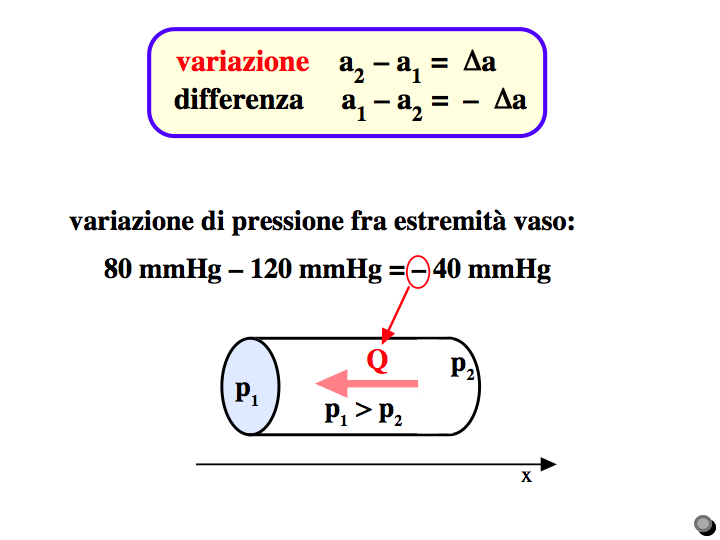 variazione a₂ – a₁ = Δa
differenza a₁ – a₂ = – Δa
variazione di pressione fra estremità vaso:
80 mmHg – 120 mmHg = – 40 mmHg
Q
p₂
p₁
p₁ > p₂
x